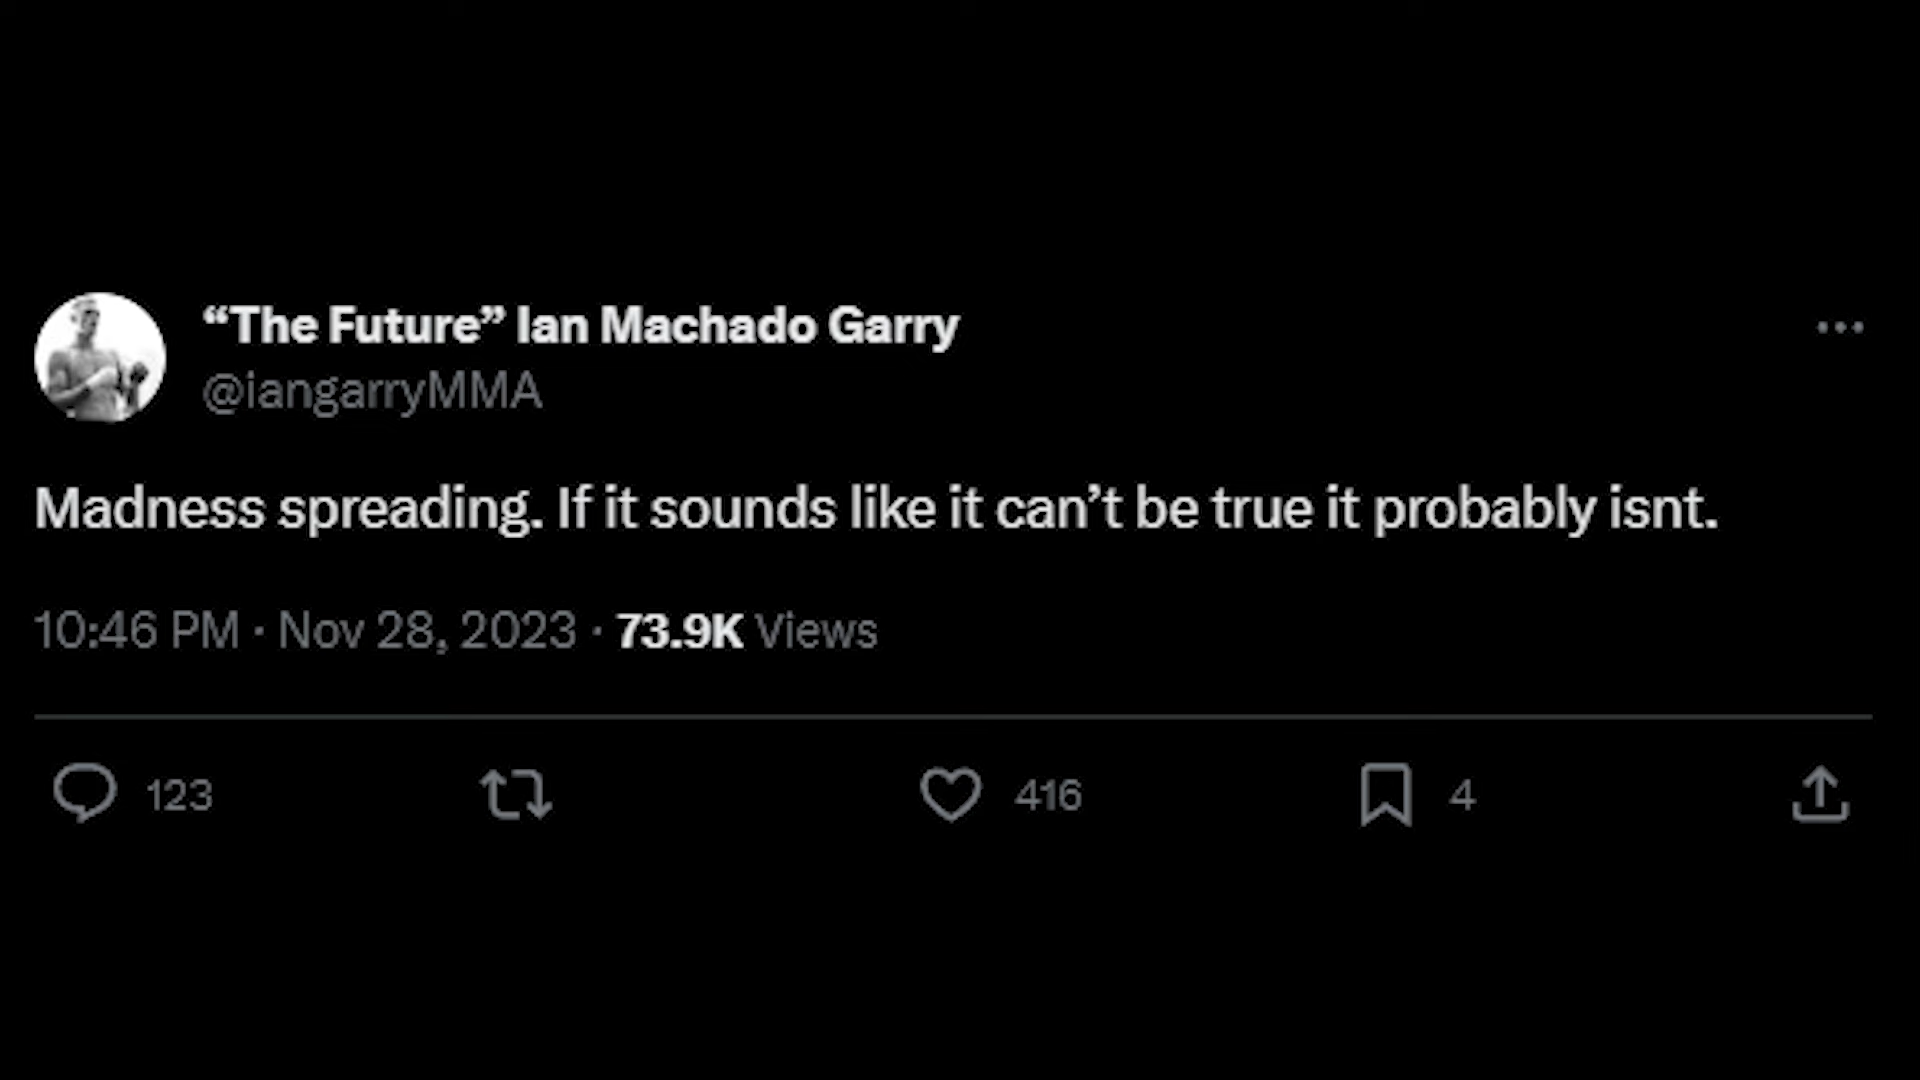 “The Future” Ian Machado Garry
@iangarryMMA
Madness spreading. If it sounds like it can’t be true it probably isnt.
10:46 PM · Nov 28, 2023 · 73.9K Views
123 416 4